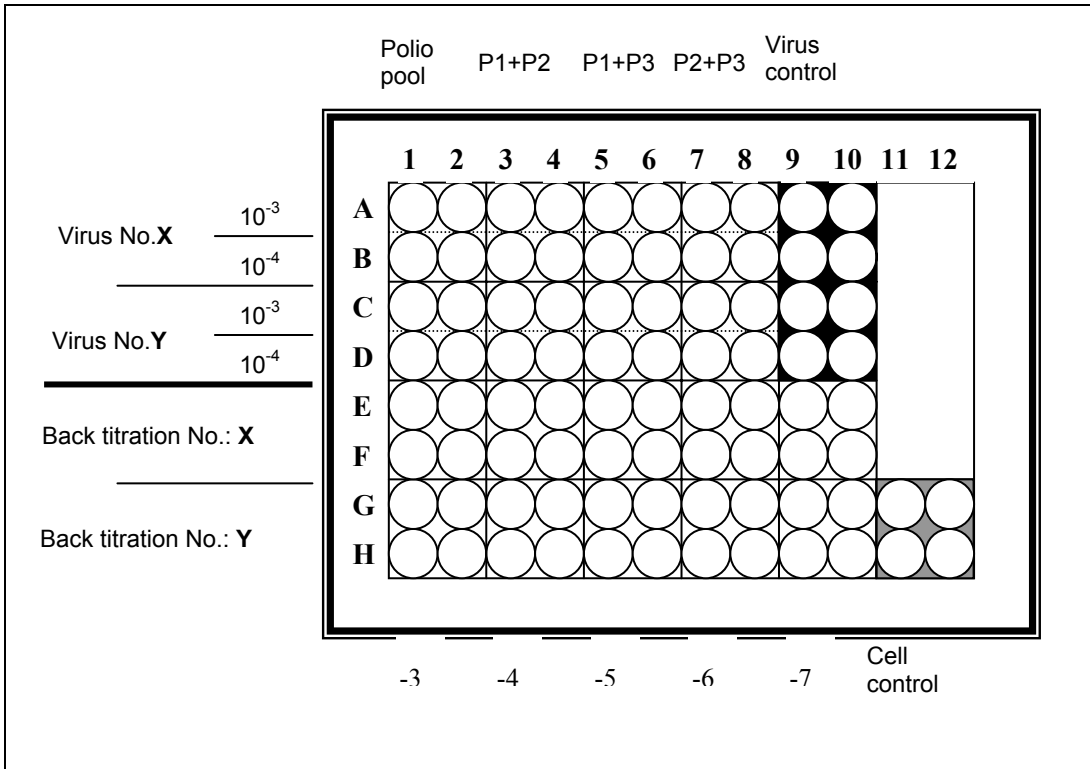 Polio pool P1+P2 P1+P3 P2+P3 Virus control
1 2 3 4 5 6 7 8 9 10 11 12
Virus No.X
10⁻³
10⁻⁴
Virus No.Y
10⁻³
10⁻⁴
A
B
C
D
E
F
G
H
Back titration No.: X
Back titration No.: Y
-3 -4 -5 -6 -7 Cell control